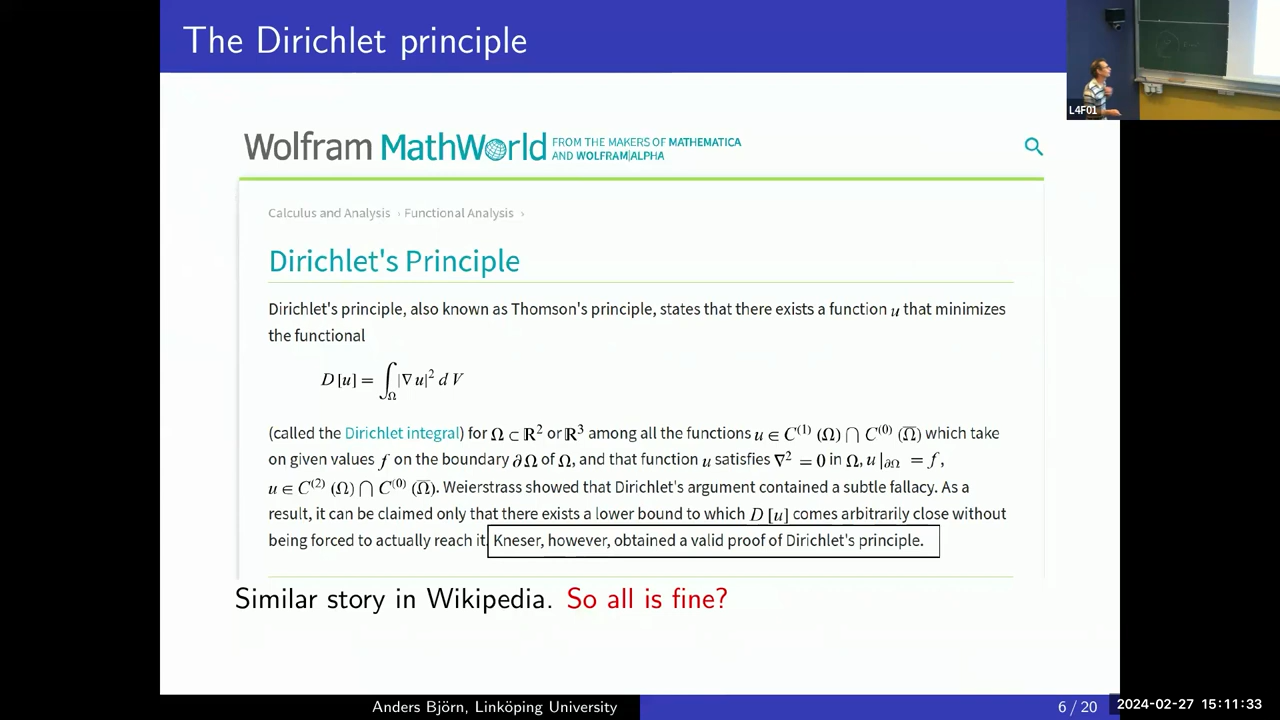 The Dirichlet principle
L4F01
Wolfram MathWorld FROM THE MAKERS OF MATHEMATICA
AND WOLFRAM|ALPHA
Calculus and Analysis › Functional Analysis ›
Dirichlet's Principle
Dirichlet's principle, also known as Thomson's principle, states that there exists a function u that minimizes
the functional
D[u] = ∫_Ω |∇u|² dV
(called the Dirichlet integral) for Ω ⊂ ℝ² or ℝ³ among all the functions u ∈ C⁽¹⁾ (Ω) ⋂ C⁽⁰⁾ (Ω̅) which take
on given values f on the boundary ∂Ω of Ω, and that function u satisfies ∇² = 0 in Ω, u|_∂Ω = f,
u ∈ C⁽²⁾ (Ω) ⋂ C⁽⁰⁾ (Ω̅). Weierstrass showed that Dirichlet's argument contained a subtle fallacy. As a
result, it can be claimed only that there exists a lower bound to which D[u] comes arbitrarily close without
being forced to actually reach it. Kneser, however, obtained a valid proof of Dirichlet's principle.
Similar story in Wikipedia. So all is fine?
Anders Björn, Linköping University
6 / 20
2024-02-27 15:11:33